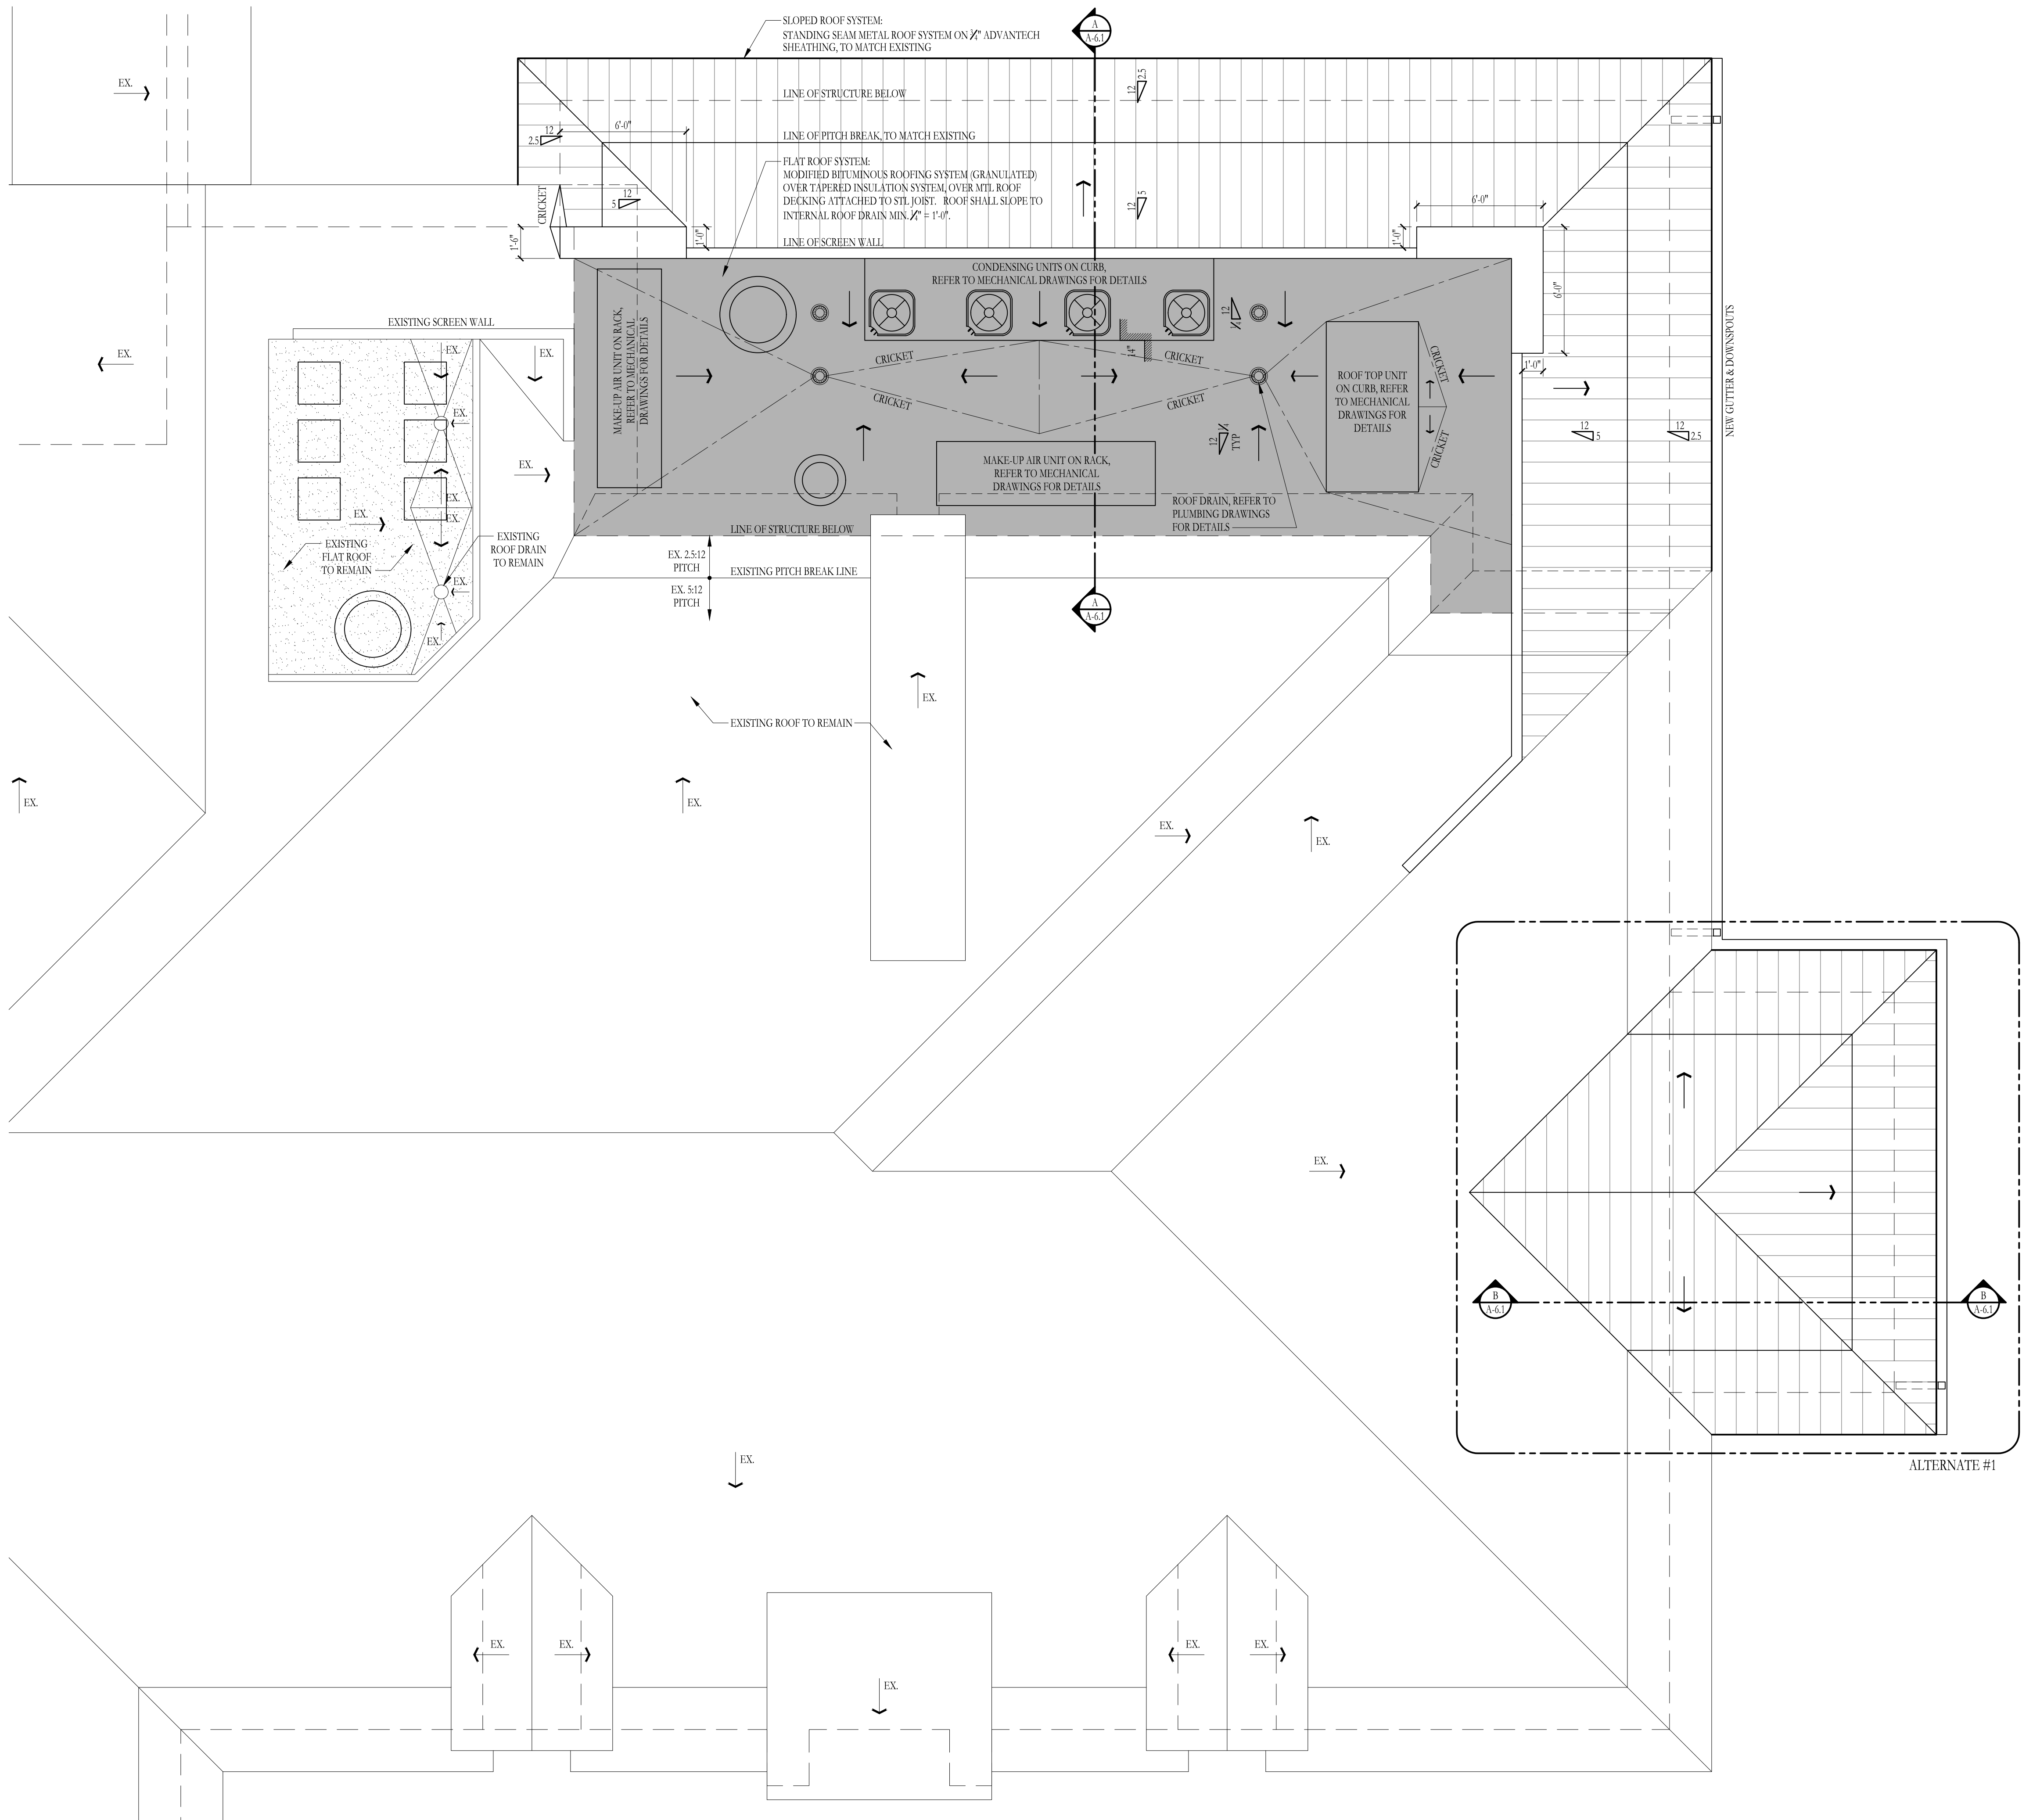 SLOPED ROOF SYSTEM:
STANDING SEAM METAL ROOF SYSTEM ON ¾" ADVANTECH
SHEATHING, TO MATCH EXISTING
A
A-6.1
EX.
LINE OF STRUCTURE BELOW
12
2.5
6'-0"
12
2.5
LINE OF PITCH BREAK, TO MATCH EXISTING
FLAT ROOF SYSTEM:
MODIFIED BITUMINOUS ROOFING SYSTEM (GRANULATED)
OVER TAPERED INSULATION SYSTEM, OVER MTL ROOF
DECKING ATTACHED TO STL JOIST. ROOF SHALL SLOPE TO
INTERNAL ROOF DRAIN MIN. ¼" = 1'-0".
CRICKET
12
5
12
5
6'-0"
1'-6"
1'-0"
LINE OF SCREEN WALL
1'-0"
6'-0"
CONDENSING UNITS ON CURB,
REFER TO MECHANICAL DRAWINGS FOR DETAILS
EXISTING SCREEN WALL
MAKE-UP AIR UNIT ON RACK,
REFER TO MECHANICAL
DRAWINGS FOR DETAILS
12
¼
14"
NEW GUTTER & DOWNSPOUTS
EX.
EX.
EX.
CRICKET
CRICKET
CRICKET
1'-0"
ROOF TOP UNIT
ON CURB, REFER
TO MECHANICAL
DRAWINGS FOR
DETAILS
CRICKET
CRICKET
EX.
12
¼
TYP
CRICKET
12
5
12
2.5
EX.
MAKE-UP AIR UNIT ON RACK,
REFER TO MECHANICAL
DRAWINGS FOR DETAILS
EX.
EX.
EX.
ROOF DRAIN, REFER TO
PLUMBING DRAWINGS
FOR DETAILS
LINE OF STRUCTURE BELOW
EXISTING
FLAT ROOF
TO REMAIN
EXISTING
ROOF DRAIN
TO REMAIN
EX. 2.5:12
PITCH
EXISTING PITCH BREAK LINE
EX. 5:12
PITCH
EX.
EX.
A
A-6.1
EX.
EXISTING ROOF TO REMAIN
EX.
EX.
EX.
EX.
EX.
B
A-6.1
B
A-6.1
ALTERNATE #1
EX.
EX.
EX.
EX.
EX.
EX.